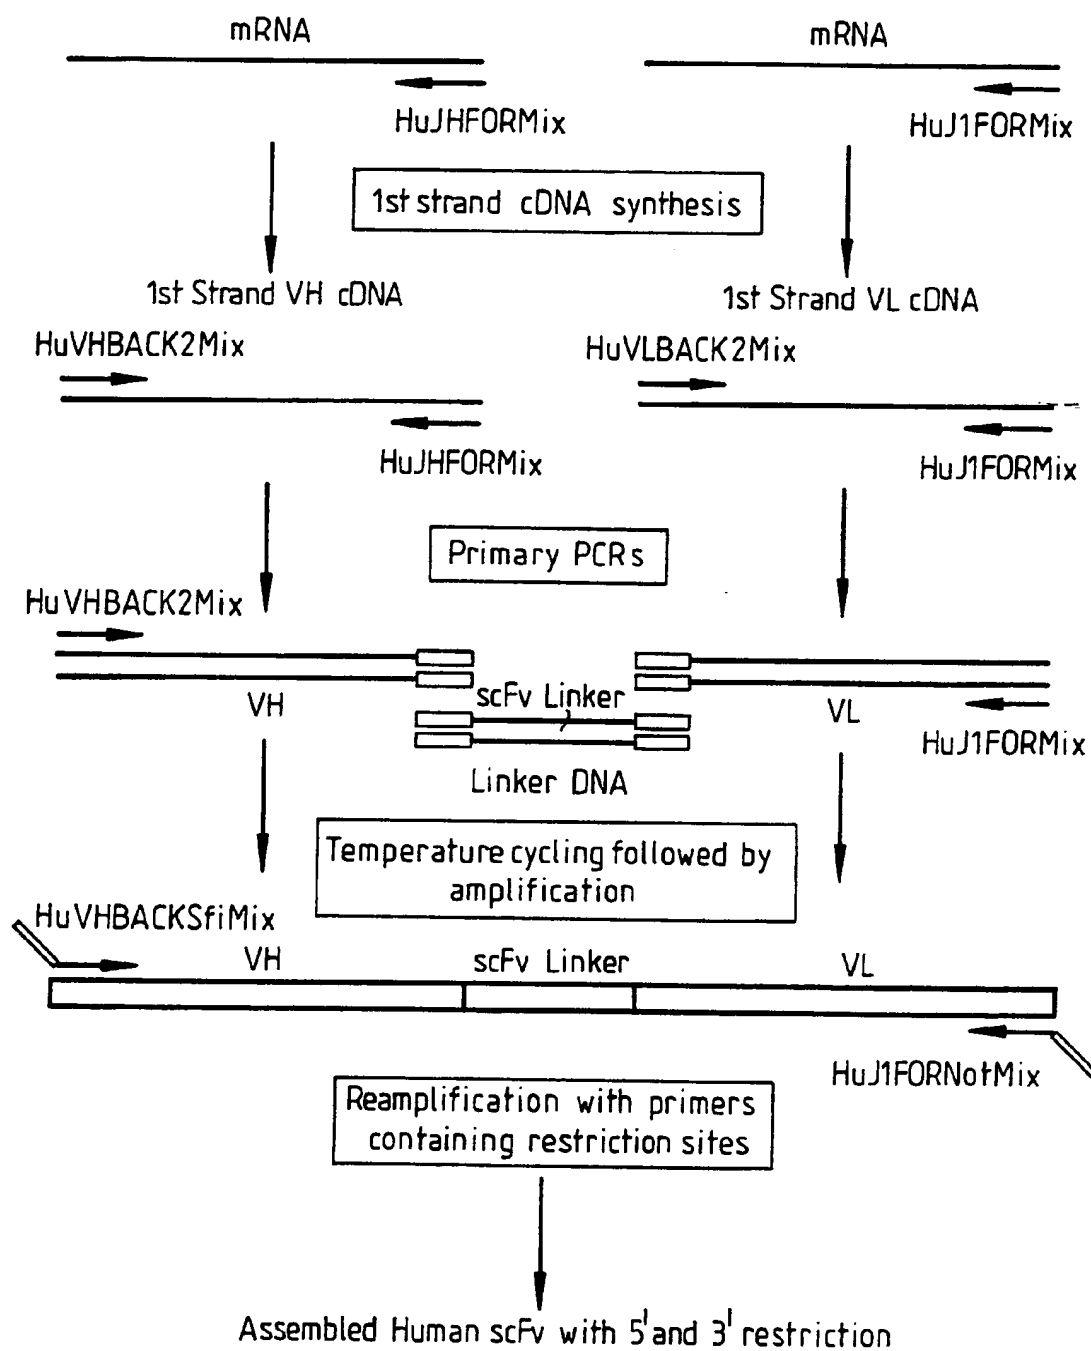 mRNA
mRNA
HuJHFORMix
HuJ1FORMix
1st strand cDNA synthesis
1st Strand VH cDNA
1st Strand VL cDNA
HuVHBACK2Mix
HuVLBACK2Mix
HuJHFORMix
HuJ1FORMix
Primary PCRs
HuVHBACK2Mix
VH
scFv Linker
VL
HuJ1FORMix
Linker DNA
Temperature cycling followed by
amplification
HuVHBACKSfiMix
VH
scFv Linker
VL
HuJ1FORNotMix
Reamplification with primers
containing restriction sites
Assembled Human scFv with 5' and 3' restriction